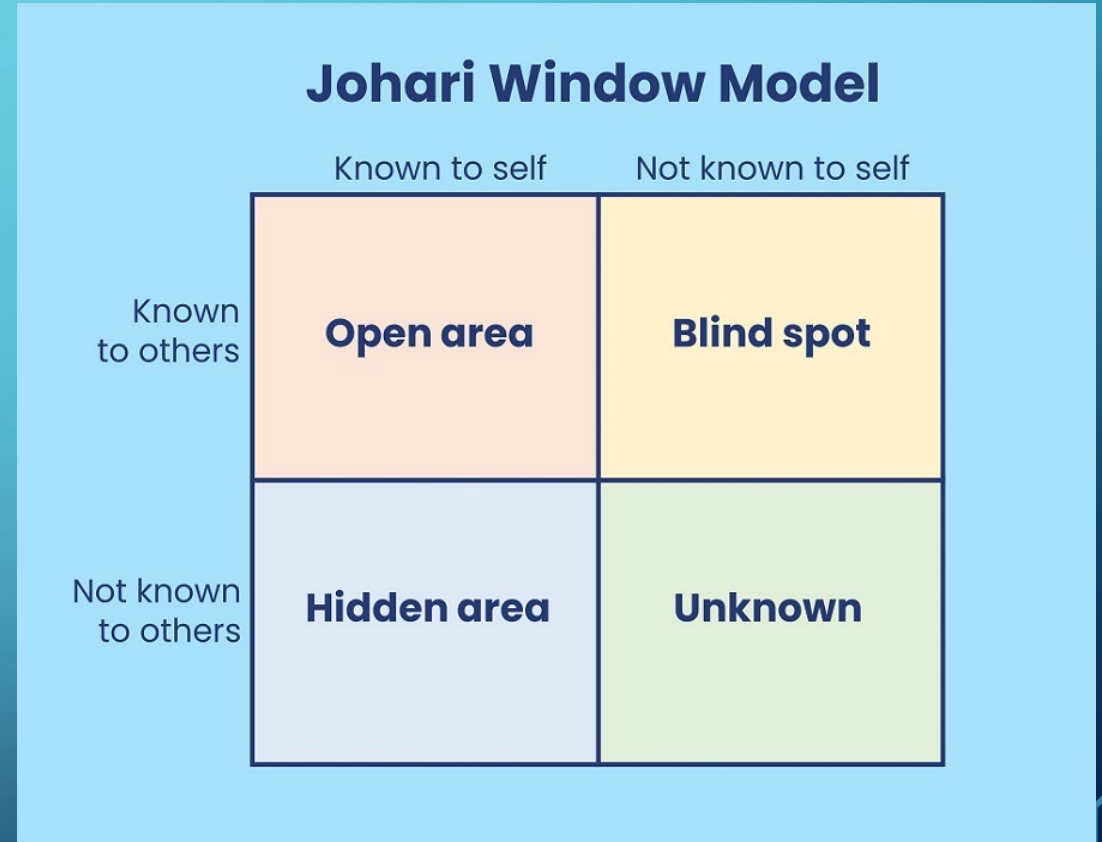 Johari Window Model
Known to self Not known to self
Known
to others
Open area Blind spot
Not known
to others
Hidden area Unknown